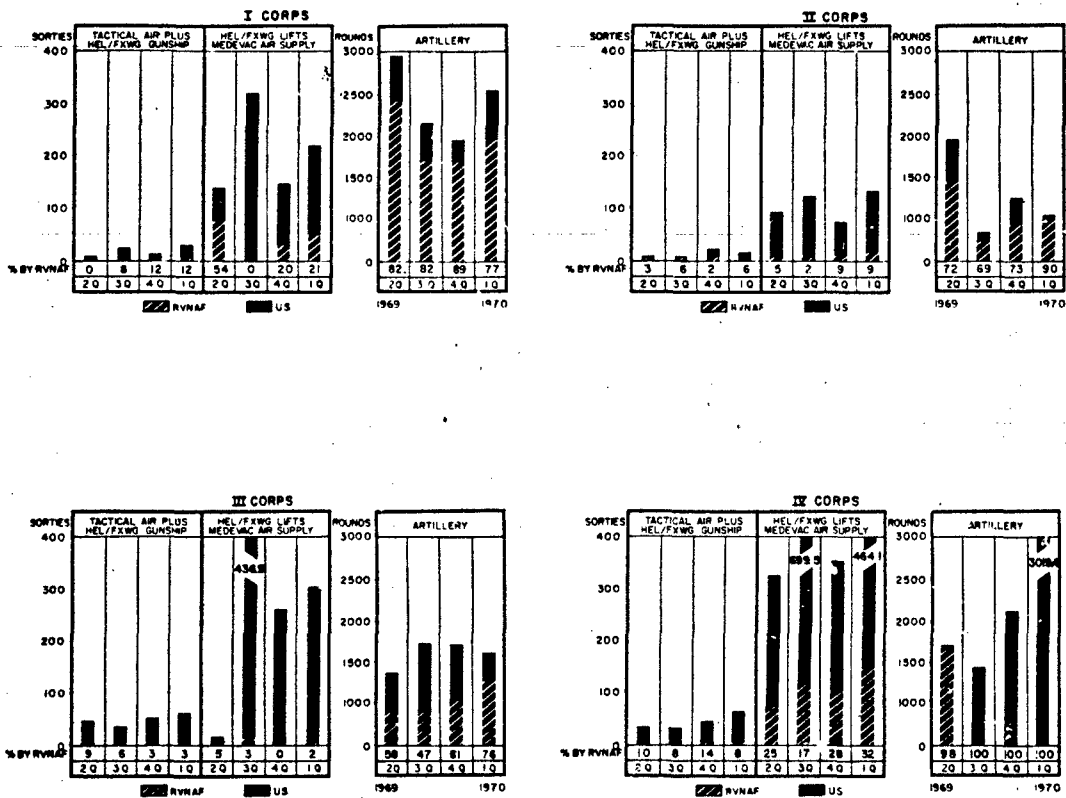 I CORPS
SORTIES TACTICAL AIR PLUS HEL/FXWG GUNSHIP HEL/FXWG LIFTS MEDEVAC AIR SUPPLY ROUNDS ARTILLERY
400 3000
300 2500
200 2000
100 1500
0 1000
0
% BY RVNAF 0 8 12 12 54 0 20 21 82 82 89 77
2Q 3Q 4Q 1Q 2Q 3Q 4Q 1Q 2Q 3Q 4Q 1Q
RVNAF US 1969 1970
II CORPS
SORTIES TACTICAL AIR PLUS HEL/FXWG GUNSHIP HEL/FXWG LIFTS MEDEVAC AIR SUPPLY ROUNDS ARTILLERY
400 3000
300 2500
200 2000
100 1500
0 1000
0
% BY RVNAF 3 6 2 6 5 2 9 9 72 69 73 90
2Q 3Q 4Q 1Q 2Q 3Q 4Q 1Q 2Q 3Q 4Q 1Q
RVNAF US 1969 1970
III CORPS
SORTIES TACTICAL AIR PLUS HEL/FXWG GUNSHIP HEL/FXWG LIFTS MEDEVAC AIR SUPPLY ROUNDS ARTILLERY
400 3000
300 2500
200 2000
100 1500
0 1000
0
% BY RVNAF 9 6 3 3 5 3 0 2 58 47 61 76
2Q 3Q 4Q 1Q 2Q 3Q 4Q 1Q 2Q 3Q 4Q 1Q
RVNAF US 1969 1970
IV CORPS
SORTIES TACTICAL AIR PLUS HEL/FXWG GUNSHIP HEL/FXWG LIFTS MEDEVAC AIR SUPPLY ROUNDS ARTILLERY
400 3000
464.1
300 2500
200 2000
100 1500
0 1000
0
% BY RVNAF 10 8 14 8 25 17 28 32 98 100 100 100
2Q 3Q 4Q 1Q 2Q 3Q 4Q 1Q 2Q 3Q 4Q 1Q
RVNAF US 1969 1970